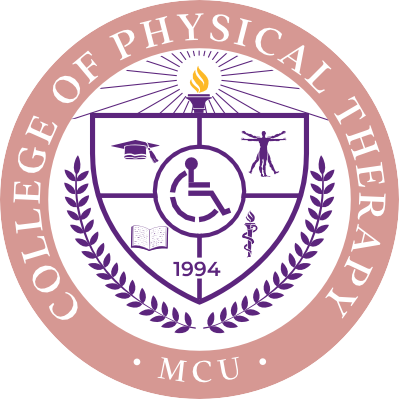 COLLEGE OF PHYSICAL THERAPY
1994
• MCU •